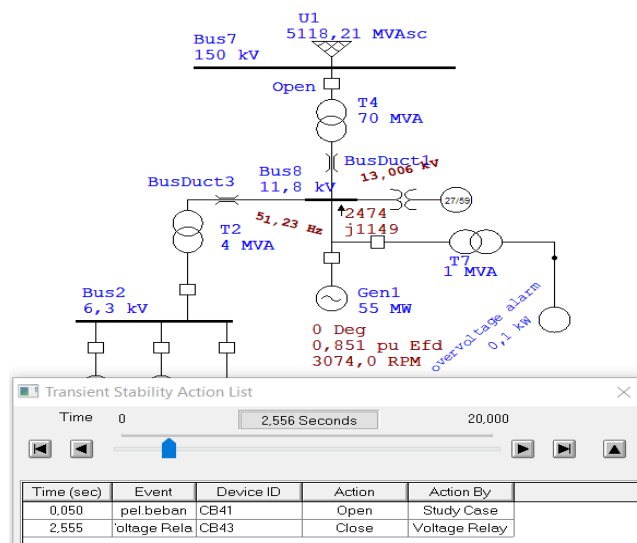 U1
5118,21 MVAsc
Bus7
150 kV
Open
T4
70 MVA
BusDuct1
13,006 kV
Bus8
11,8 kV
BusDuct3
27/59
51,23 Hz
2474
j1149
T2
4 MVA
T7
1 MVA
Bus2
6,3 kV
Gen1
55 MW
overvoltage alarm
0,1 kW
0 Deg
0,851 pu Efd
3074,0 RPM
Transient Stability Action List
Time 0 2,556 Seconds 20,000
Time (sec) Event Device ID Action Action By
0,050 pel.beban CB41 Open Study Case
2,555 oltage Rela CB43 Close Voltage Relay